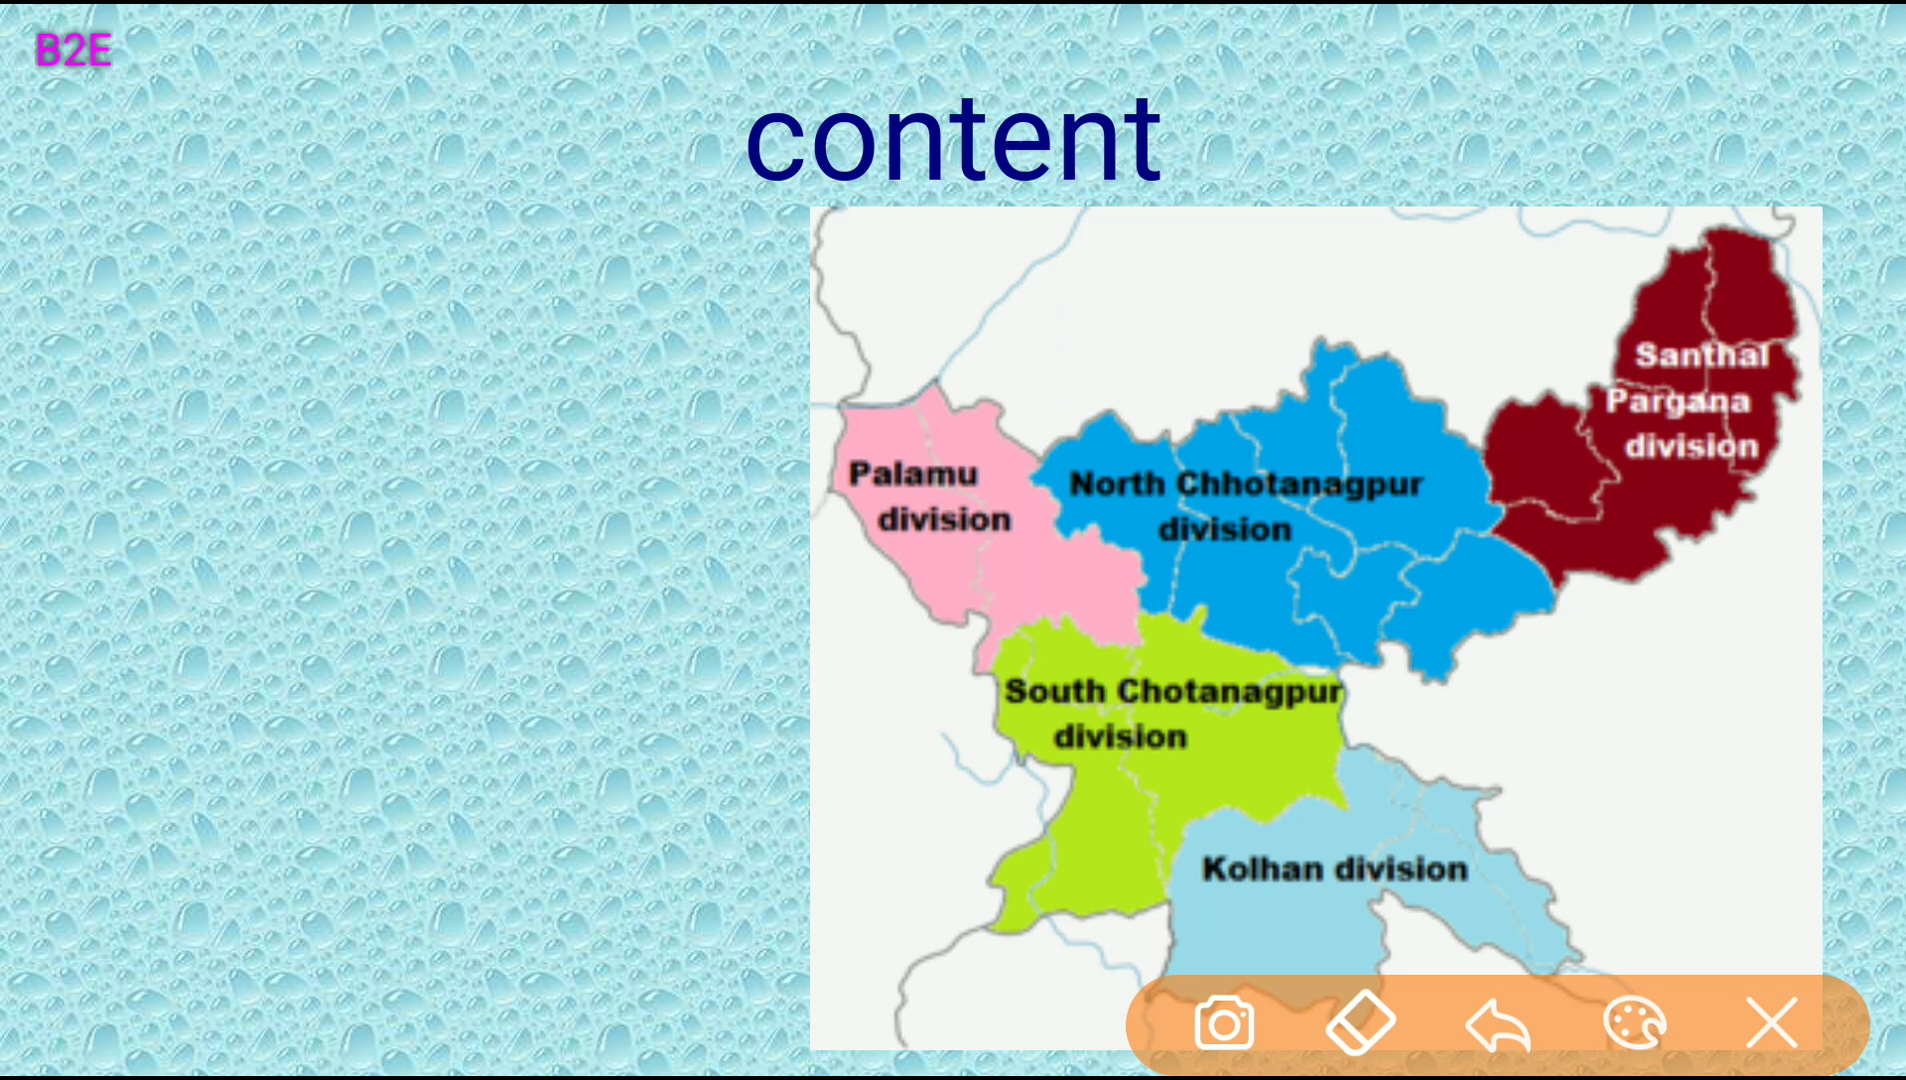 B2E
content
Santhal
Pargana
division
Palamu
division
North Chhotanagpur
division
South Chotanagpur
division
Kolhan division